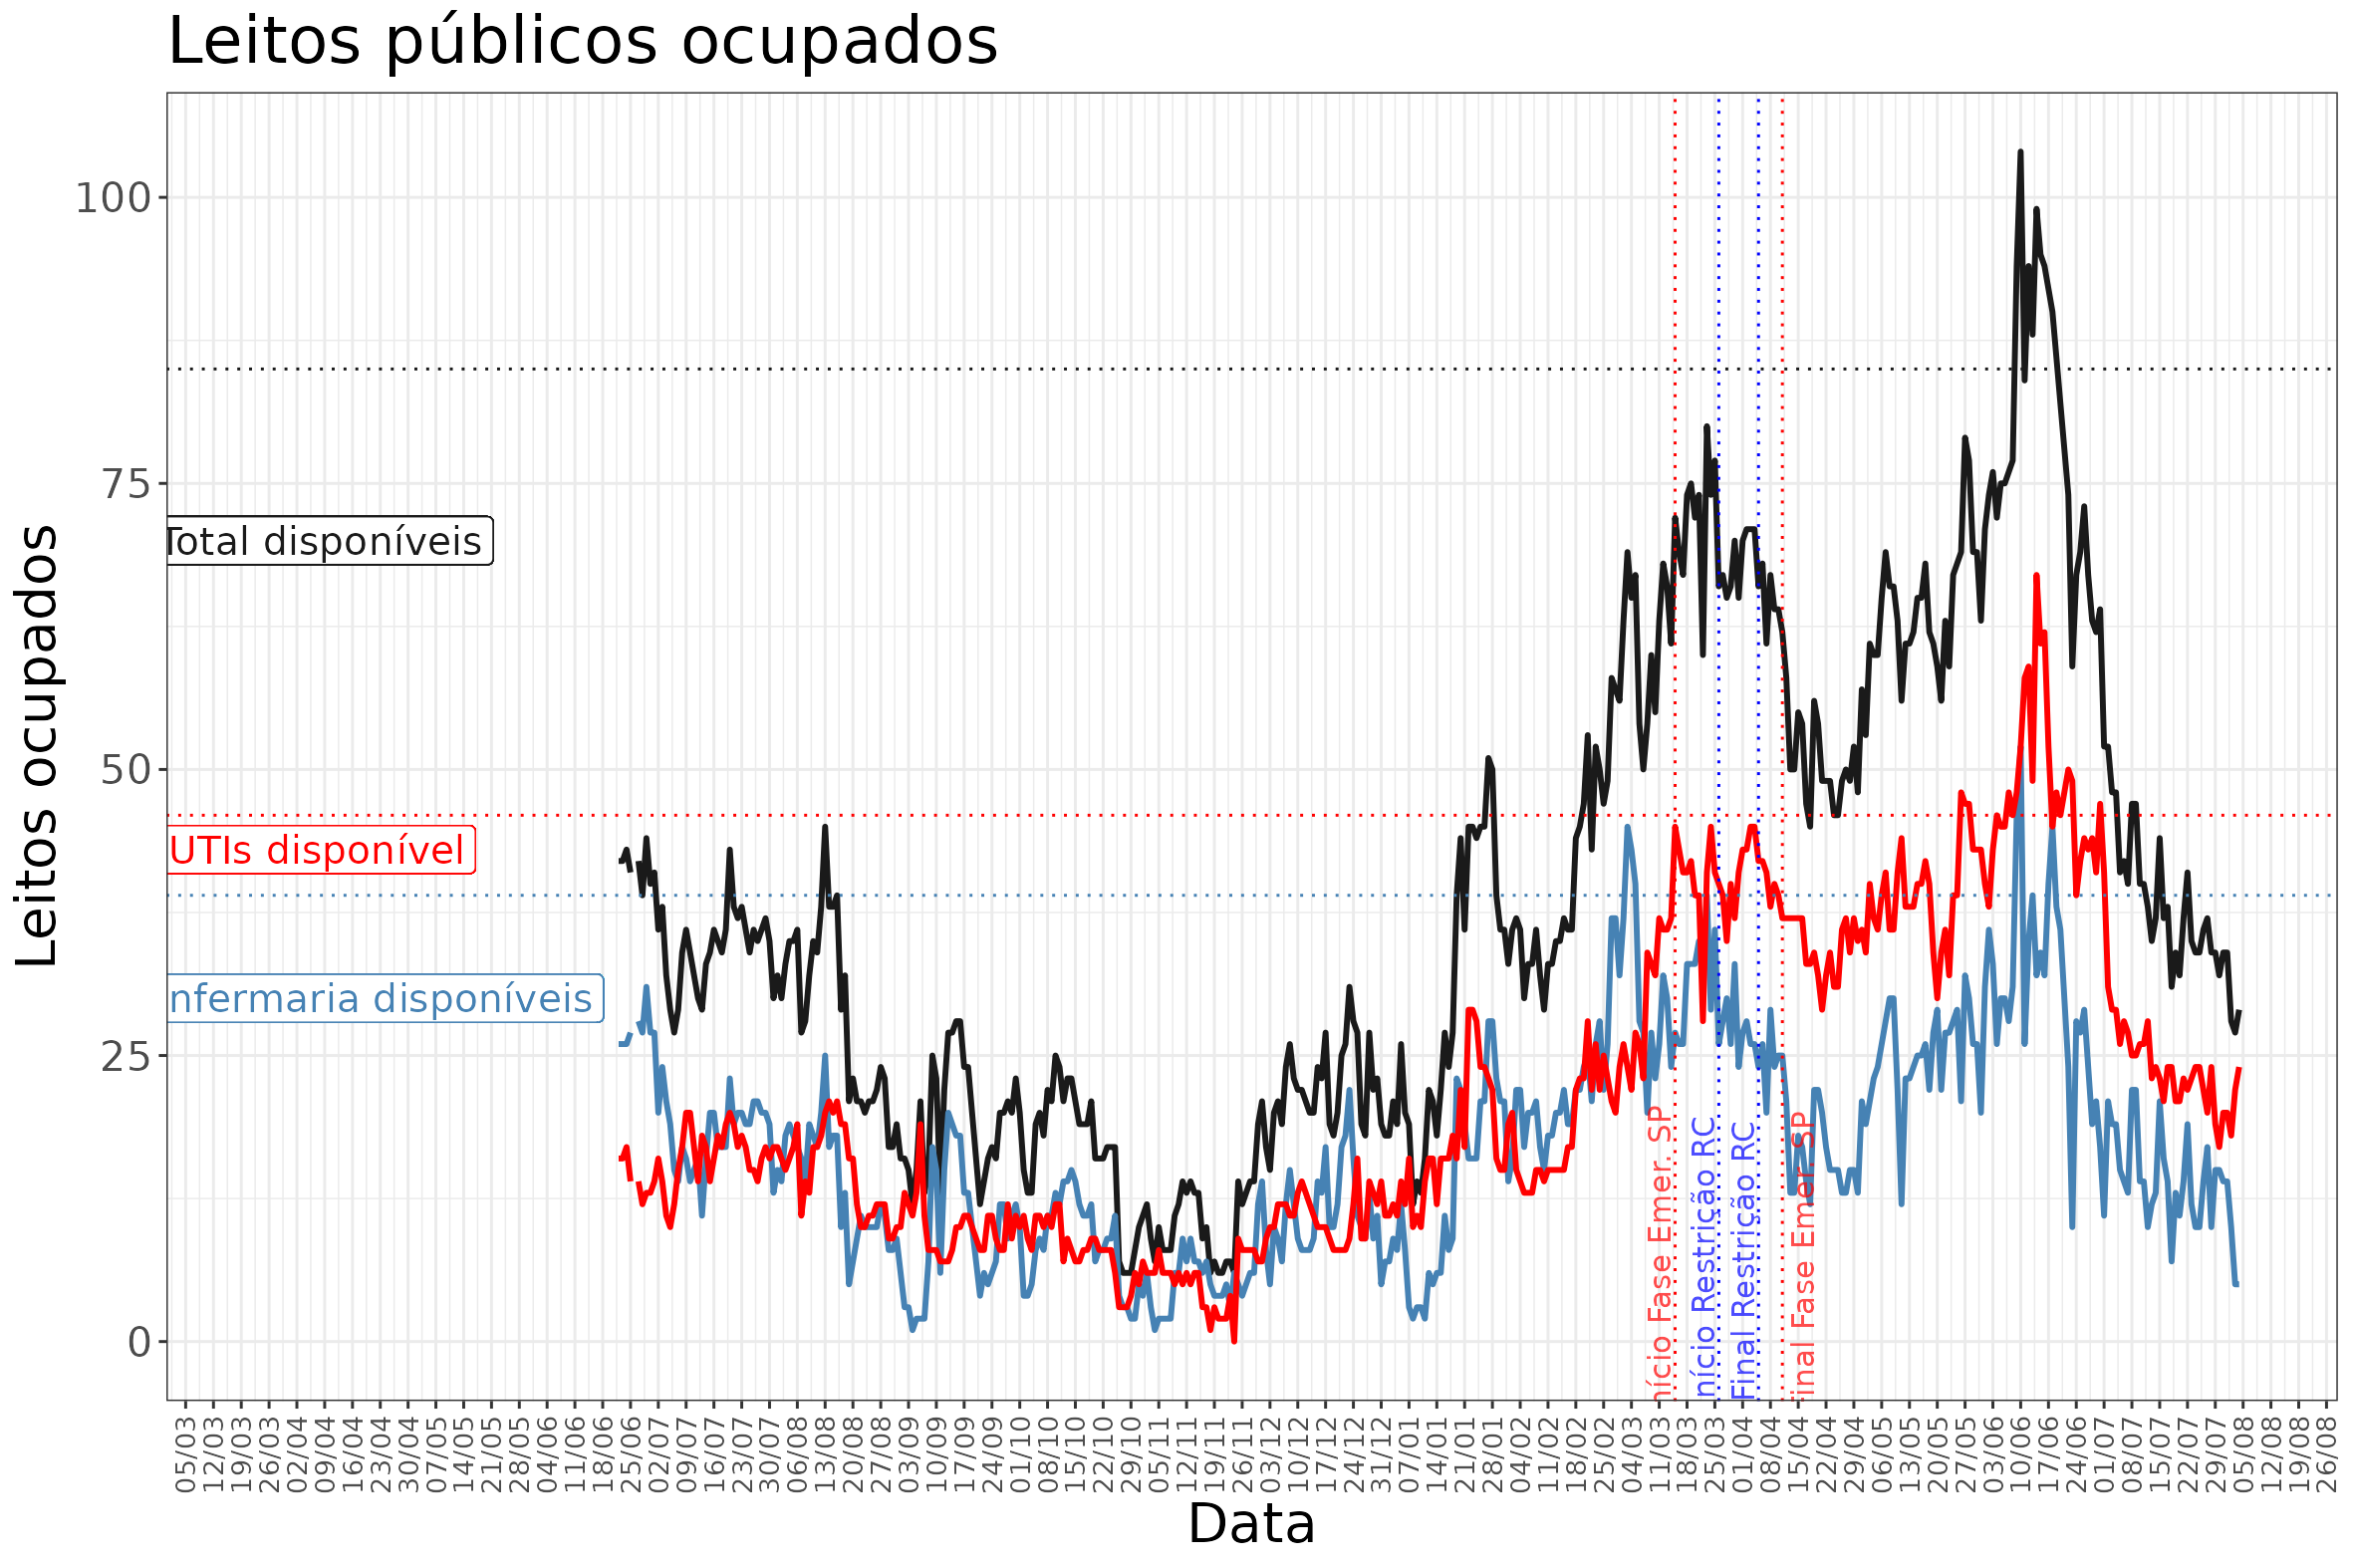 Leitos públicos ocupados
Leitos ocupados
100
75
50
25
0
Total disponíveis
UTIs disponível
nfermaria disponíveis
nício Fase Emer. SP
nício Restrição RC
Final Restrição RC
Final Fase Emer. SP
05/03 12/03 19/03 26/03 02/04 09/04 16/04 23/04 30/04 07/05 14/05 21/05 28/05 04/06 11/06 18/06 25/06 02/07 09/07 16/07 23/07 30/07 06/08 13/08 20/08 27/08 03/09 10/09 17/09 24/09 01/10 08/10 15/10 22/10 29/10 05/11 12/11 19/11 26/11 03/12 10/12 17/12 24/12 31/12 07/01 14/01 21/01 28/01 04/02 11/02 18/02 25/02 04/03 11/03 18/03 25/03 01/04 08/04 15/04 22/04 29/04 06/05 13/05 20/05 27/05 03/06 10/06 17/06 24/06 01/07 08/07 15/07 22/07 29/07 05/08 12/08 19/08 26/08
Data